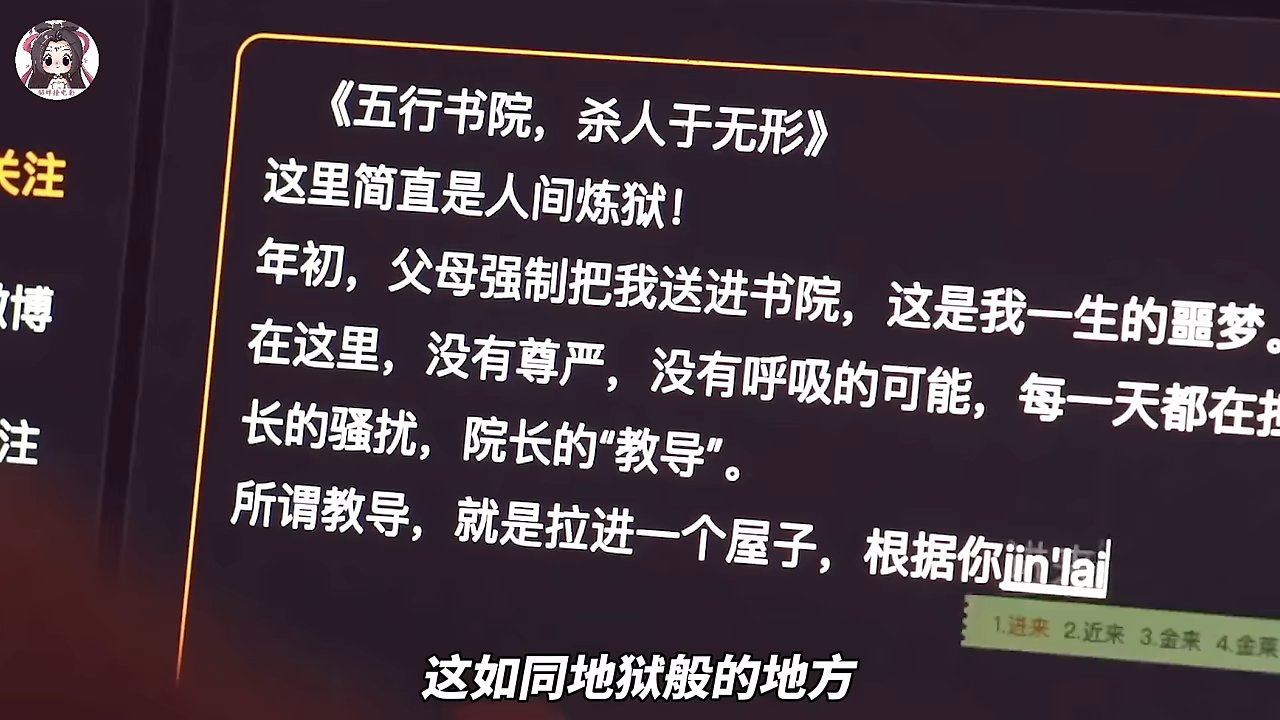 关注
博
注
《五行书院，杀人于无形》
这里简直是人间炼狱！
年初，父母强制把我送进书院，这是我一生的噩梦。
在这里，没有尊严，没有呼吸的可能，每一天都在担
长的骚扰，院长的“教导”。
所谓教导，就是拉进一个屋子，根据你jin'lai
1.进来 2.近来 3.金来 4.金莱
这如同地狱般的地方